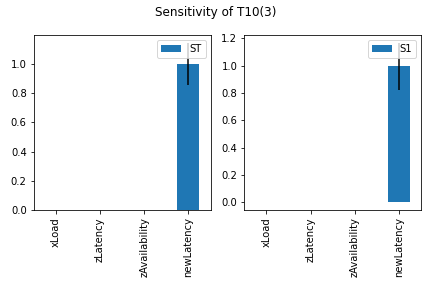 Sensitivity of T10(3)
ST
1.0
0.8
0.6
0.4
0.2
0.0
xLoad
zLatency
zAvailability
newLatency
S1
1.2
1.0
0.8
0.6
0.4
0.2
0.0
xLoad
zLatency
zAvailability
newLatency